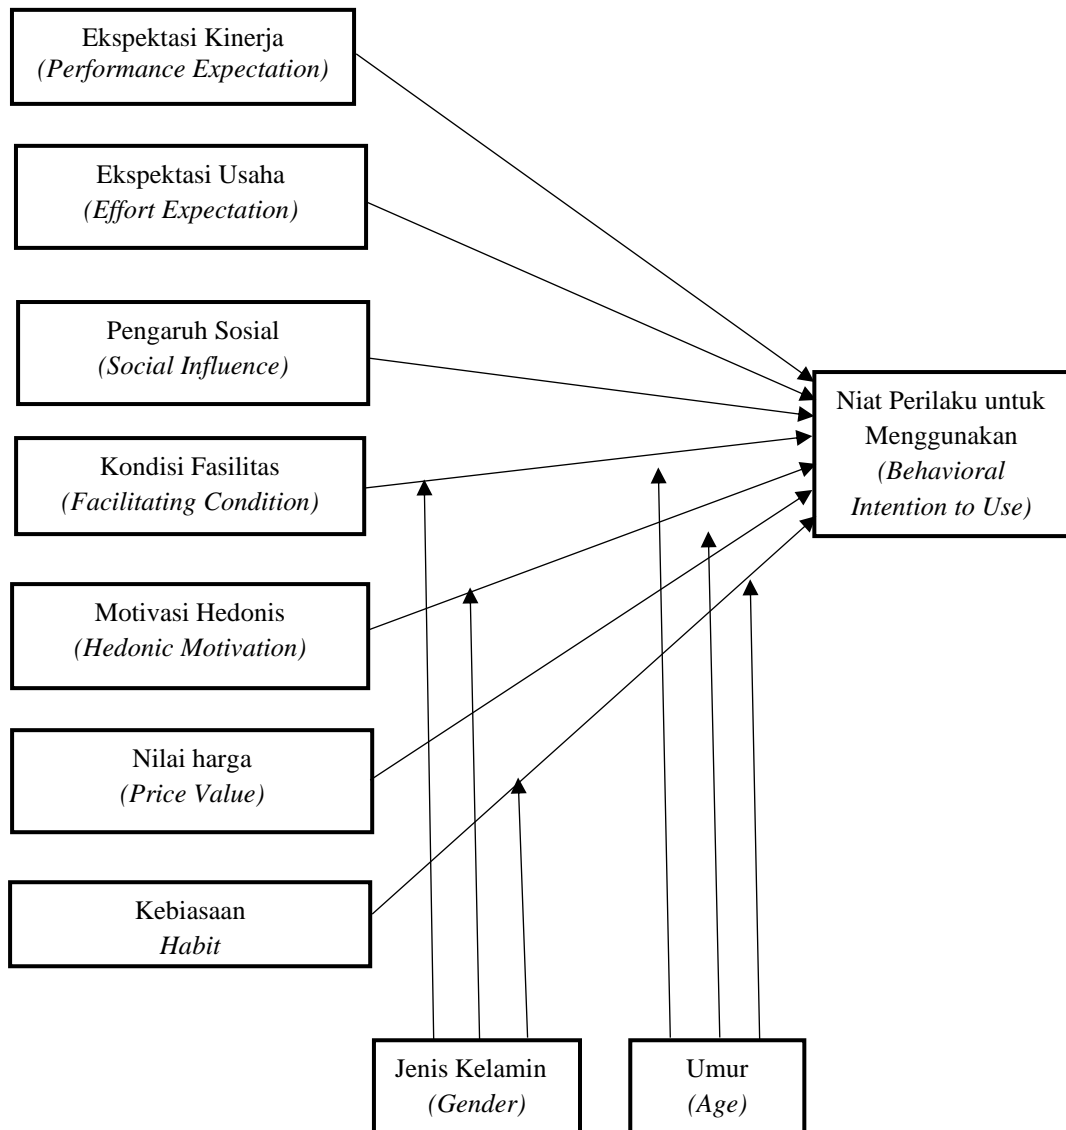 Ekspektasi Kinerja
(Performance Expectation)
Ekspektasi Usaha
(Effort Expectation)
Pengaruh Sosial
(Social Influence)
Kondisi Fasilitas
(Facilitating Condition)
Motivasi Hedonis
(Hedonic Motivation)
Nilai harga
(Price Value)
Kebiasaan
Habit
Niat Perilaku untuk
Menggunakan
(Behavioral
Intention to Use)
Jenis Kelamin
(Gender)
Umur
(Age)